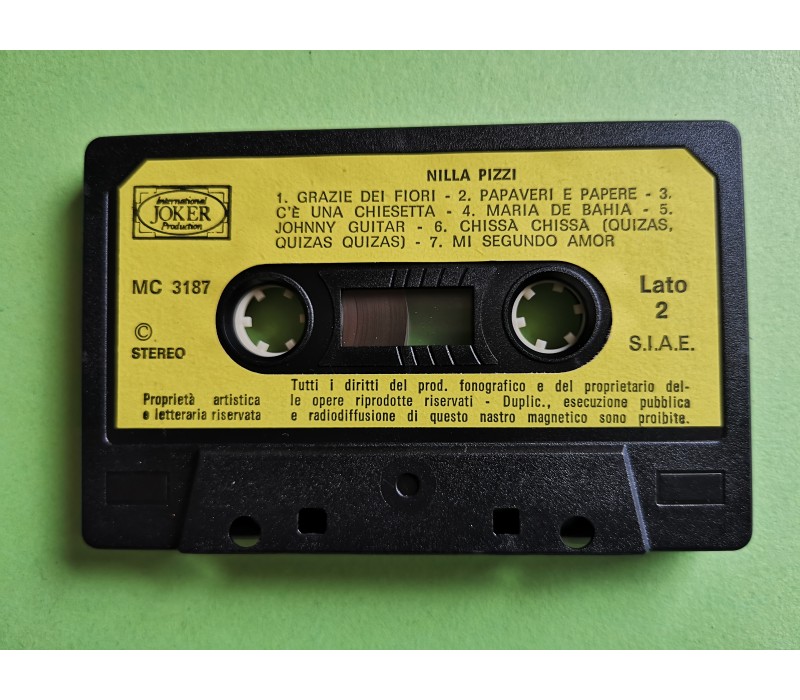 NILLA PIZZI
International
JOKER
Production
1. GRAZIE DEI FIORI - 2. PAPAVERI E PAPERE - 3.
C'È UNA CHIESETTA - 4. MARIA DE BAHIA - 5.
JOHNNY GUITAR - 6. CHISSA CHISSA (QUIZAS,
QUIZAS QUIZAS) - 7. MI SEGUNDO AMOR
MC 3187
Lato
2
©
STEREO
S.I.A.E.
Proprietà artistica
e letteraria riservata
Tutti i diritti del prod. fonografico e del proprietario del-
le opere riprodotte riservati - Duplic., esecuzione pubblica
e radiodiffusione di questo nastro magnetico sono proibite.